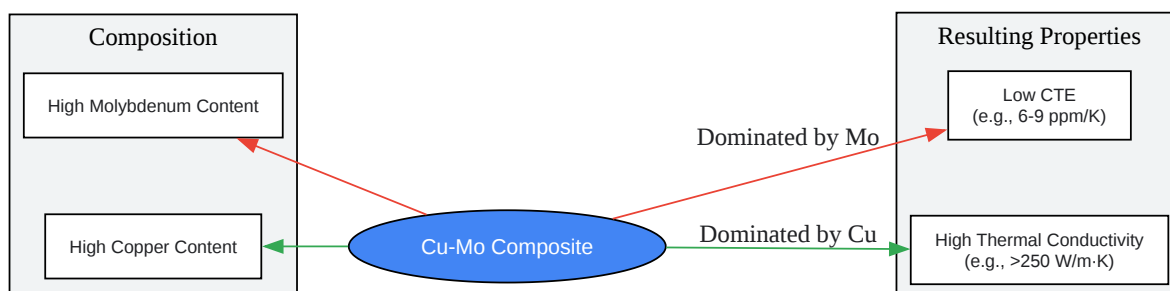 Composition
High Molybdenum Content
High Copper Content
Cu-Mo Composite
Dominated by Mo
Dominated by Cu
Resulting Properties
Low CTE
(e.g., 6-9 ppm/K)
High Thermal Conductivity
(e.g., >250 W/m·K)